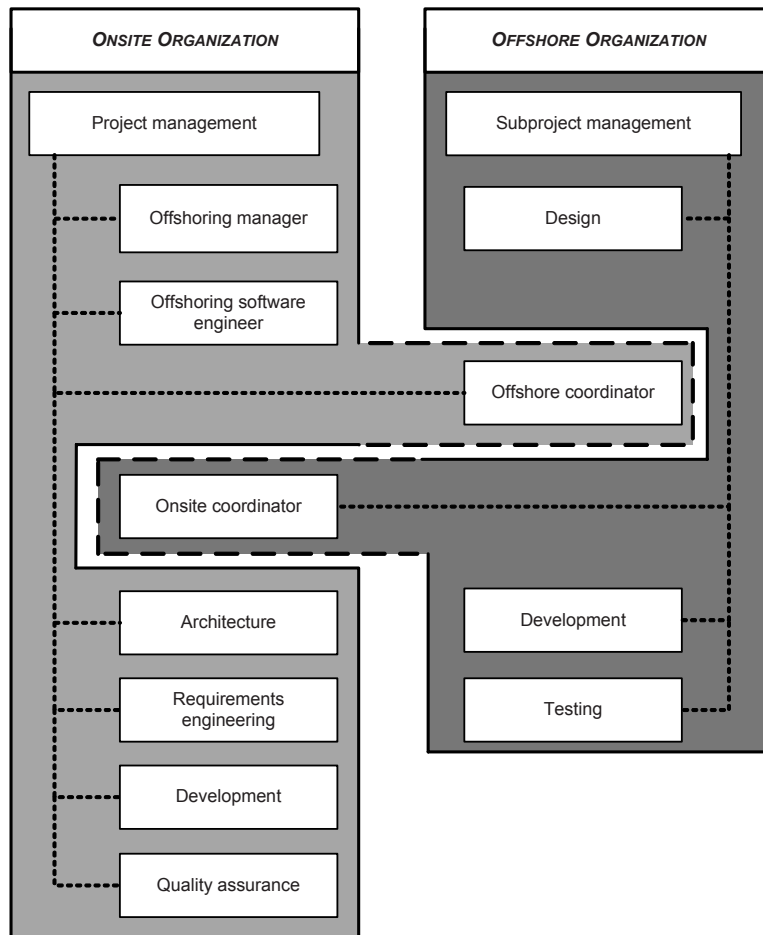 ONSITE ORGANIZATION
OFFSHORE ORGANIZATION
Project management
Subproject management
Offshoring manager
Design
Offshoring software
engineer
Offshore coordinator
Onsite coordinator
Architecture
Development
Requirements
engineering
Testing
Development
Quality assurance